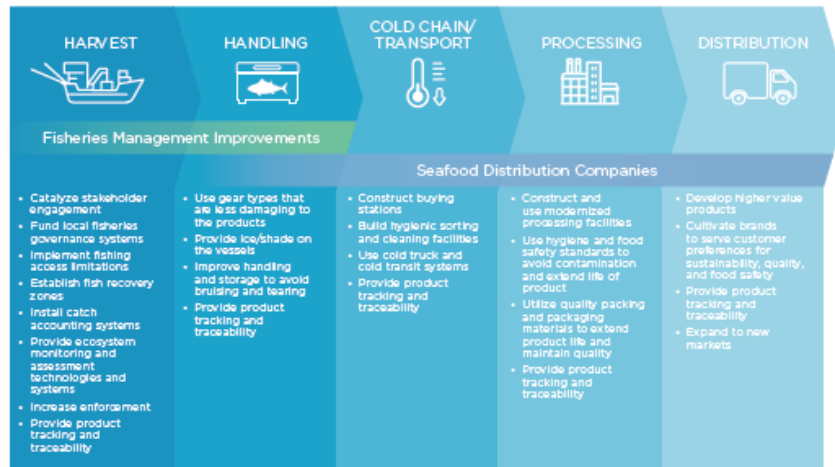 HARVEST
HANDLING
COLD CHAIN/
TRANSPORT
PROCESSING
DISTRIBUTION
Fisheries Management Improvements
Seafood Distribution Companies
• Catalyze stakeholder
engagement
• Fund local fisheries
governance systems
• Implement fishing
access limitations
• Establish fish recovery
zones
• Install catch
accounting systems
• Provide ecosystem
monitoring and
assessment
technologies and
systems
• Increase enforcement
• Provide product
tracking and
traceability
• Use gear types that
are less damaging to
the products
• Provide ice/shade on
the vessels
• Improve handling
and storage to avoid
bruising and tearing
• Provide product
tracking and
traceability
• Construct buying
stations
• Build hygienic sorting
and cleaning facilities
• Use cold truck and
cold transit systems
• Provide product
tracking and
traceability
• Construct and
use modernized
processing facilities
• Use hygiene and food
safety standards to
avoid contamination
and extend life of
product
• Utilize quality packing
and packaging
materials to extend
product life and
maintain quality
• Provide product
tracking and
traceability
• Develop higher value
products
• Cultivate brands
to serve customer
preferences for
sustainability, quality,
and food safety
• Provide product
tracking and
traceability
• Expand to new
markets